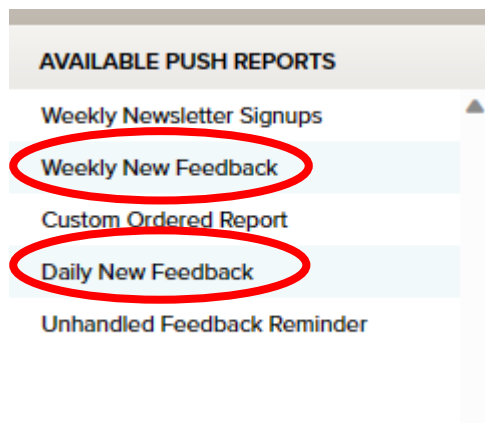 AVAILABLE PUSH REPORTS
Weekly Newsletter Signups
Weekly New Feedback
Custom Ordered Report
Daily New Feedback
Unhandled Feedback Reminder